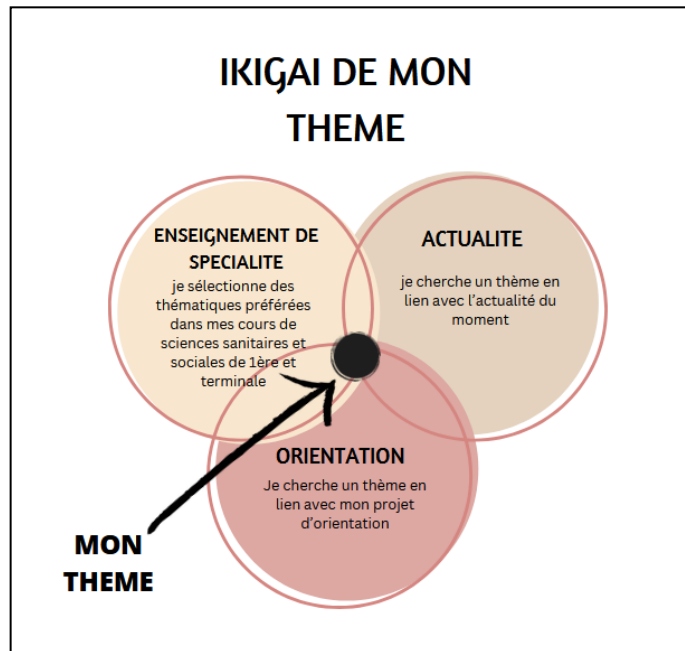 IKIGAI DE MON
THEME
ENSEIGNEMENT DE
SPECIALITE
je sélectionne des
thématiques préférées
dans mes cours de
sciences sanitaires et
sociales de 1ère et
terminale
ACTUALITE
je cherche un thème en
lien avec l'actualité du
moment
ORIENTATION
Je cherche un thème en
lien avec mon projet
d'orientation
MON
THEME